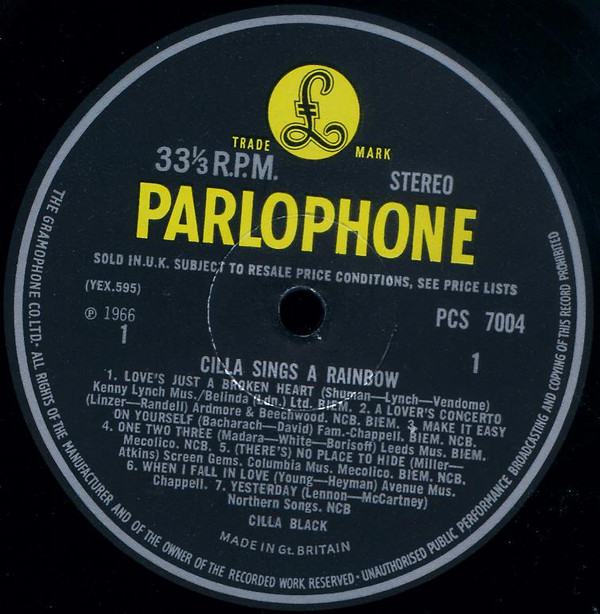 £
TRADE MARK
33⅓ R.P.M.
STEREO
PARLOPHONE
SOLD IN U.K. SUBJECT TO RESALE PRICE CONDITIONS, SEE PRICE LISTS
(YEX.595)
℗ 1966
1
PCS 7004
1
CILLA SINGS A RAINBOW
1. LOVE'S JUST A BROKEN HEART (Shuman—Lynch—Vendome)
Kenny Lynch Mus./Belinda (Ldn.) Ltd. BIEM. 2. A LOVER'S CONCERTO
(Linzer—Randell) Ardmore & Beechwood. NCB. BIEM. 3. MAKE IT EASY
ON YOURSELF (Bacharach—David) Fam.-Chappell. BIEM. NCB.
4. ONE TWO THREE (Madara—White—Borisoff) Leeds Mus. BIEM.
Mecolico. NCB. 5. (THERE'S) NO PLACE TO HIDE (Miller—
Atkins) Screen Gems. Columbia Mus. Mecolico. BIEM. NCB.
6. WHEN I FALL IN LOVE (Young—Heyman) Avenue Mus.
Chappell. 7. YESTERDAY (Lennon—McCartney)
Northern Songs. NCB
CILLA BLACK
MADE IN Gt. BRITAIN
THE GRAMOPHONE CO. LTD. · ALL RIGHTS OF THE MANUFACTURER AND OF THE OWNER OF THE RECORDED WORK RESERVED · UNAUTHORISED PUBLIC PERFORMANCE BROADCASTING AND COPYING OF THIS RECORD PROHIBITED